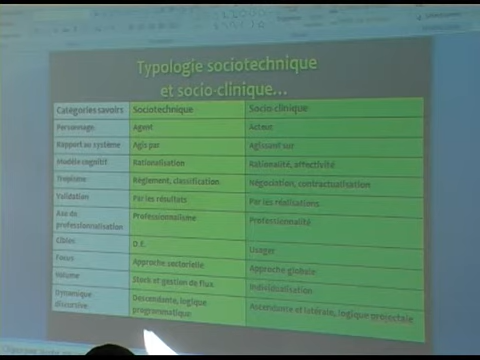 Typologie sociotechnique
et socio-clinique...
Catégories savoirs Sociotechnique Socio-clinique
Personnage Agent Acteur
Rapport au système Agis par Agissant sur
Modèle cognitif Rationalisation Rationalité, affectivité
Tropisme Règlement, classification Négociation, contractualisation
Validation Par les résultats Par les réalisations
Axe de professionnalisation Professionnalisme Professionnalité
Cibles O.E. Usager
Focus Approche sectorielle Approche globale
Volume Stock et gestion de flux Individualisation
Dynamique discursive Descendante, logique programmatique Ascendante et latérale, logique projectale